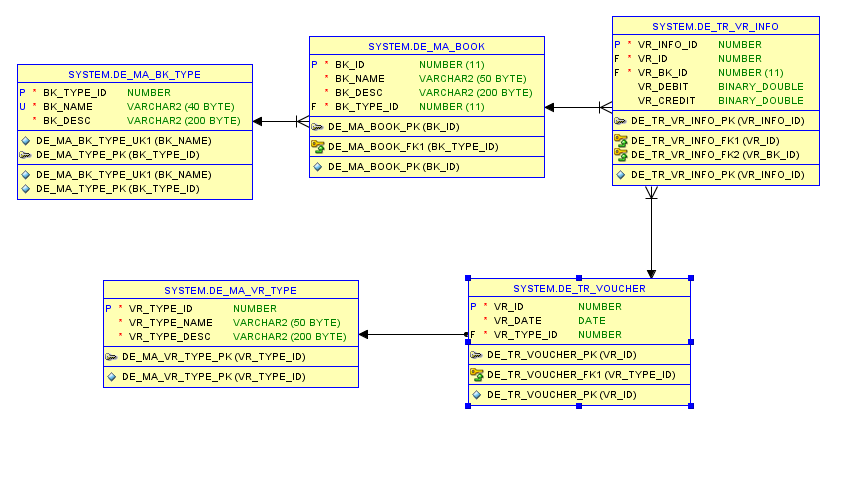 SYSTEM.DE_MA_BK_TYPE
P * BK_TYPE_ID NUMBER
U * BK_NAME VARCHAR2 (40 BYTE)
* BK_DESC VARCHAR2 (200 BYTE)
DE_MA_BK_TYPE_UK1 (BK_NAME)
DE_MA_TYPE_PK (BK_TYPE_ID)
DE_MA_BK_TYPE_UK1 (BK_NAME)
DE_MA_TYPE_PK (BK_TYPE_ID)
SYSTEM.DE_MA_BOOK
P * BK_ID NUMBER (11)
* BK_NAME VARCHAR2 (50 BYTE)
* BK_DESC VARCHAR2 (200 BYTE)
F * BK_TYPE_ID NUMBER (11)
DE_MA_BOOK_PK (BK_ID)
DE_MA_BOOK_FK1 (BK_TYPE_ID)
DE_MA_BOOK_PK (BK_ID)
SYSTEM.DE_TR_VR_INFO
P * VR_INFO_ID NUMBER
F * VR_ID NUMBER
F * VR_BK_ID NUMBER (11)
VR_DEBIT BINARY_DOUBLE
VR_CREDIT BINARY_DOUBLE
DE_TR_VR_INFO_PK (VR_INFO_ID)
DE_TR_VR_INFO_FK1 (VR_ID)
DE_TR_VR_INFO_FK2 (VR_BK_ID)
DE_TR_VR_INFO_PK (VR_INFO_ID)
SYSTEM.DE_MA_VR_TYPE
P * VR_TYPE_ID NUMBER
* VR_TYPE_NAME VARCHAR2 (50 BYTE)
* VR_TYPE_DESC VARCHAR2 (200 BYTE)
DE_MA_VR_TYPE_PK (VR_TYPE_ID)
DE_MA_VR_TYPE_PK (VR_TYPE_ID)
SYSTEM.DE_TR_VOUCHER
P * VR_ID NUMBER
* VR_DATE DATE
F * VR_TYPE_ID NUMBER
DE_TR_VOUCHER_PK (VR_ID)
DE_TR_VOUCHER_FK1 (VR_TYPE_ID)
DE_TR_VOUCHER_PK (VR_ID)